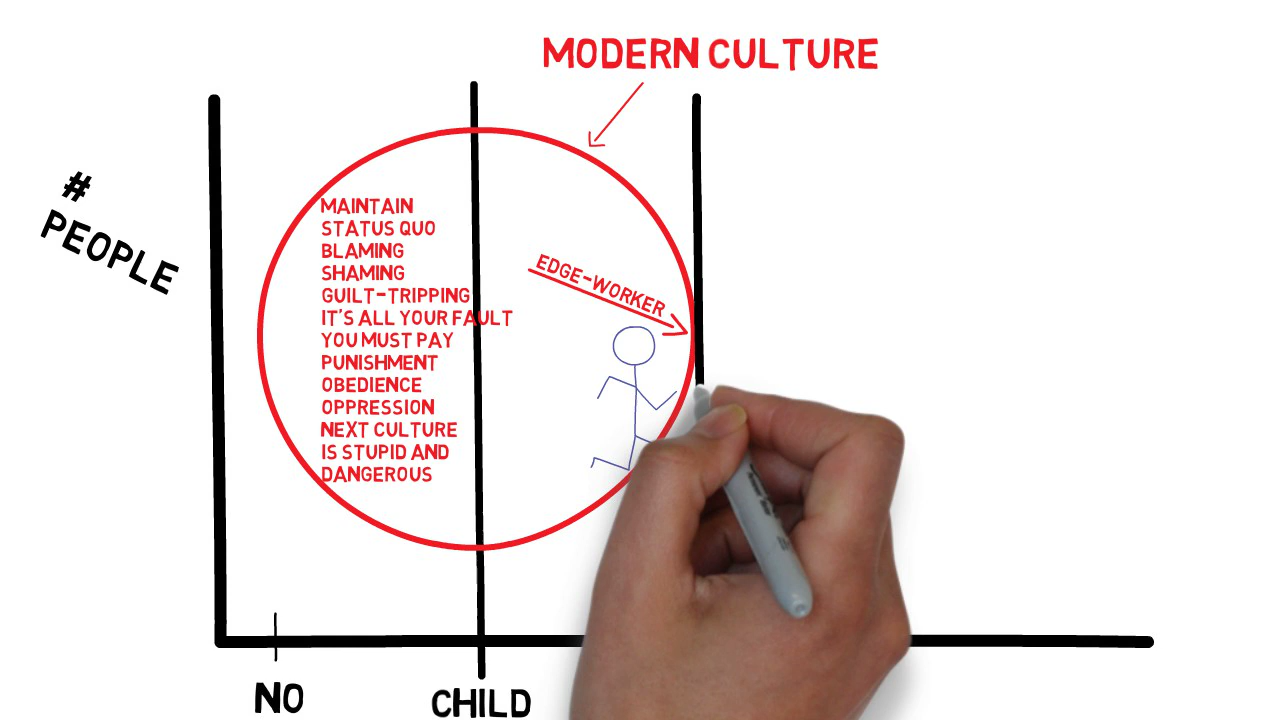 MODERN CULTURE
#
PEOPLE
MAINTAIN
STATUS QUO
BLAMING
SHAMING
GUILT-TRIPPING
IT'S ALL YOUR FAULT
YOU MUST PAY
PUNISHMENT
OBEDIENCE
OPPRESSION
NEXT CULTURE
IS STUPID AND
DANGEROUS
EDGE-WORKER
NO
CHILD